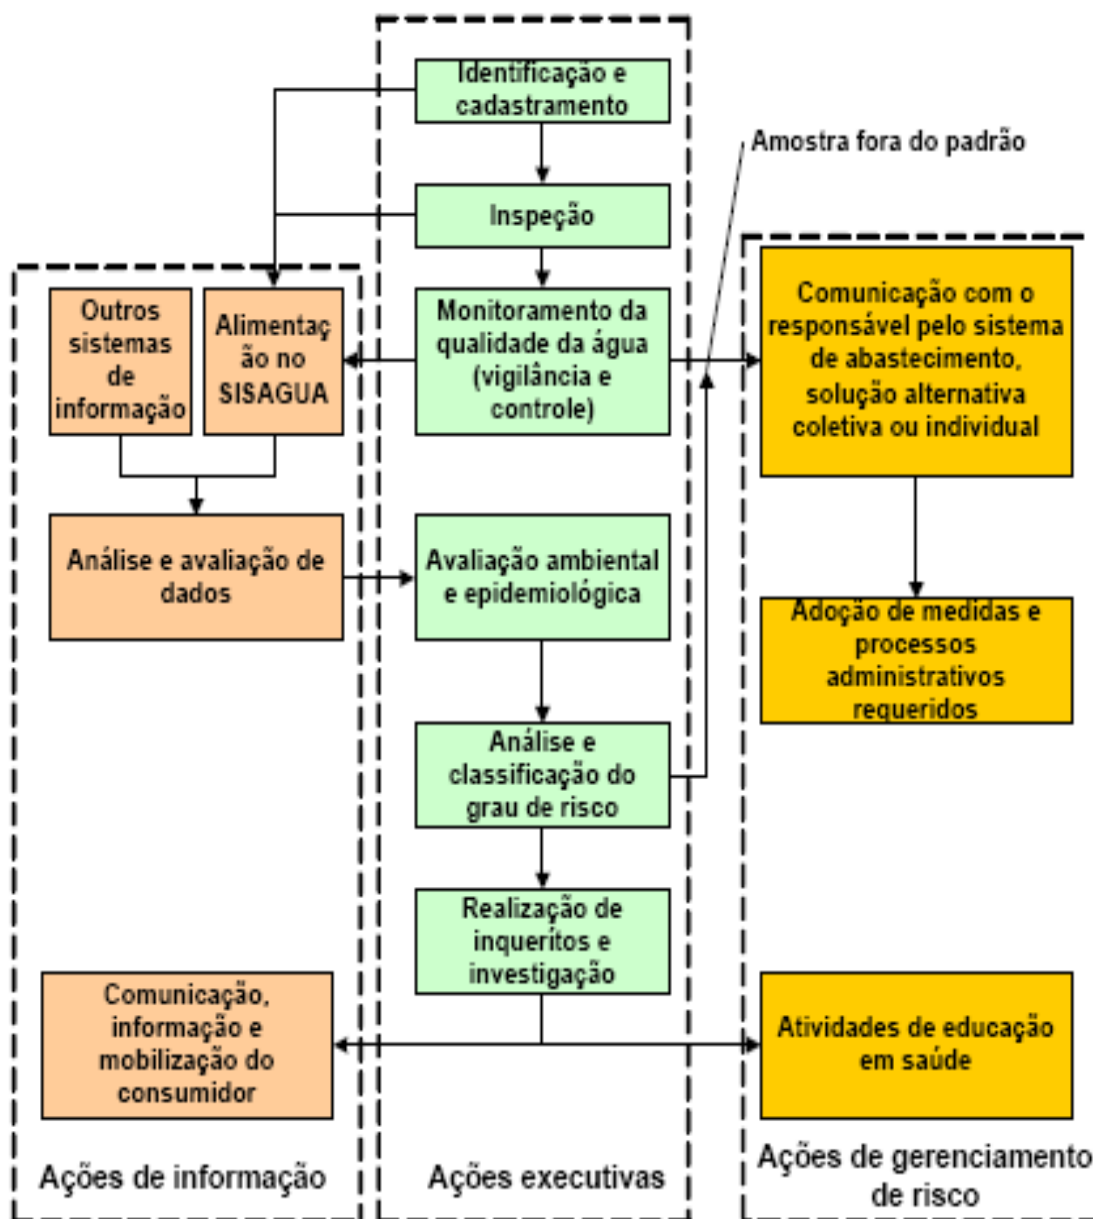 Identificação e
cadastramento
Amostra fora do padrão
Inspeção
Outros
sistemas
de
informação
Alimentaç
ão no
SISAGUA
Monitoramento da
qualidade da água
(vigilância e
controle)
Comunicação com o
responsável pelo sistema
de abastecimento,
solução alternativa
coletiva ou individual
Análise e avaliação de
dados
Avaliação ambiental
e epidemiológica
Adoção de medidas e
processos
administrativos
requeridos
Análise e
classificação do
grau de risco
Realização de
inquerítos e
investigação
Comunicação,
informação e
mobilização do
consumidor
Atividades de educação
em saúde
Ações de informação
Ações executivas
Ações de gerenciamento
de risco